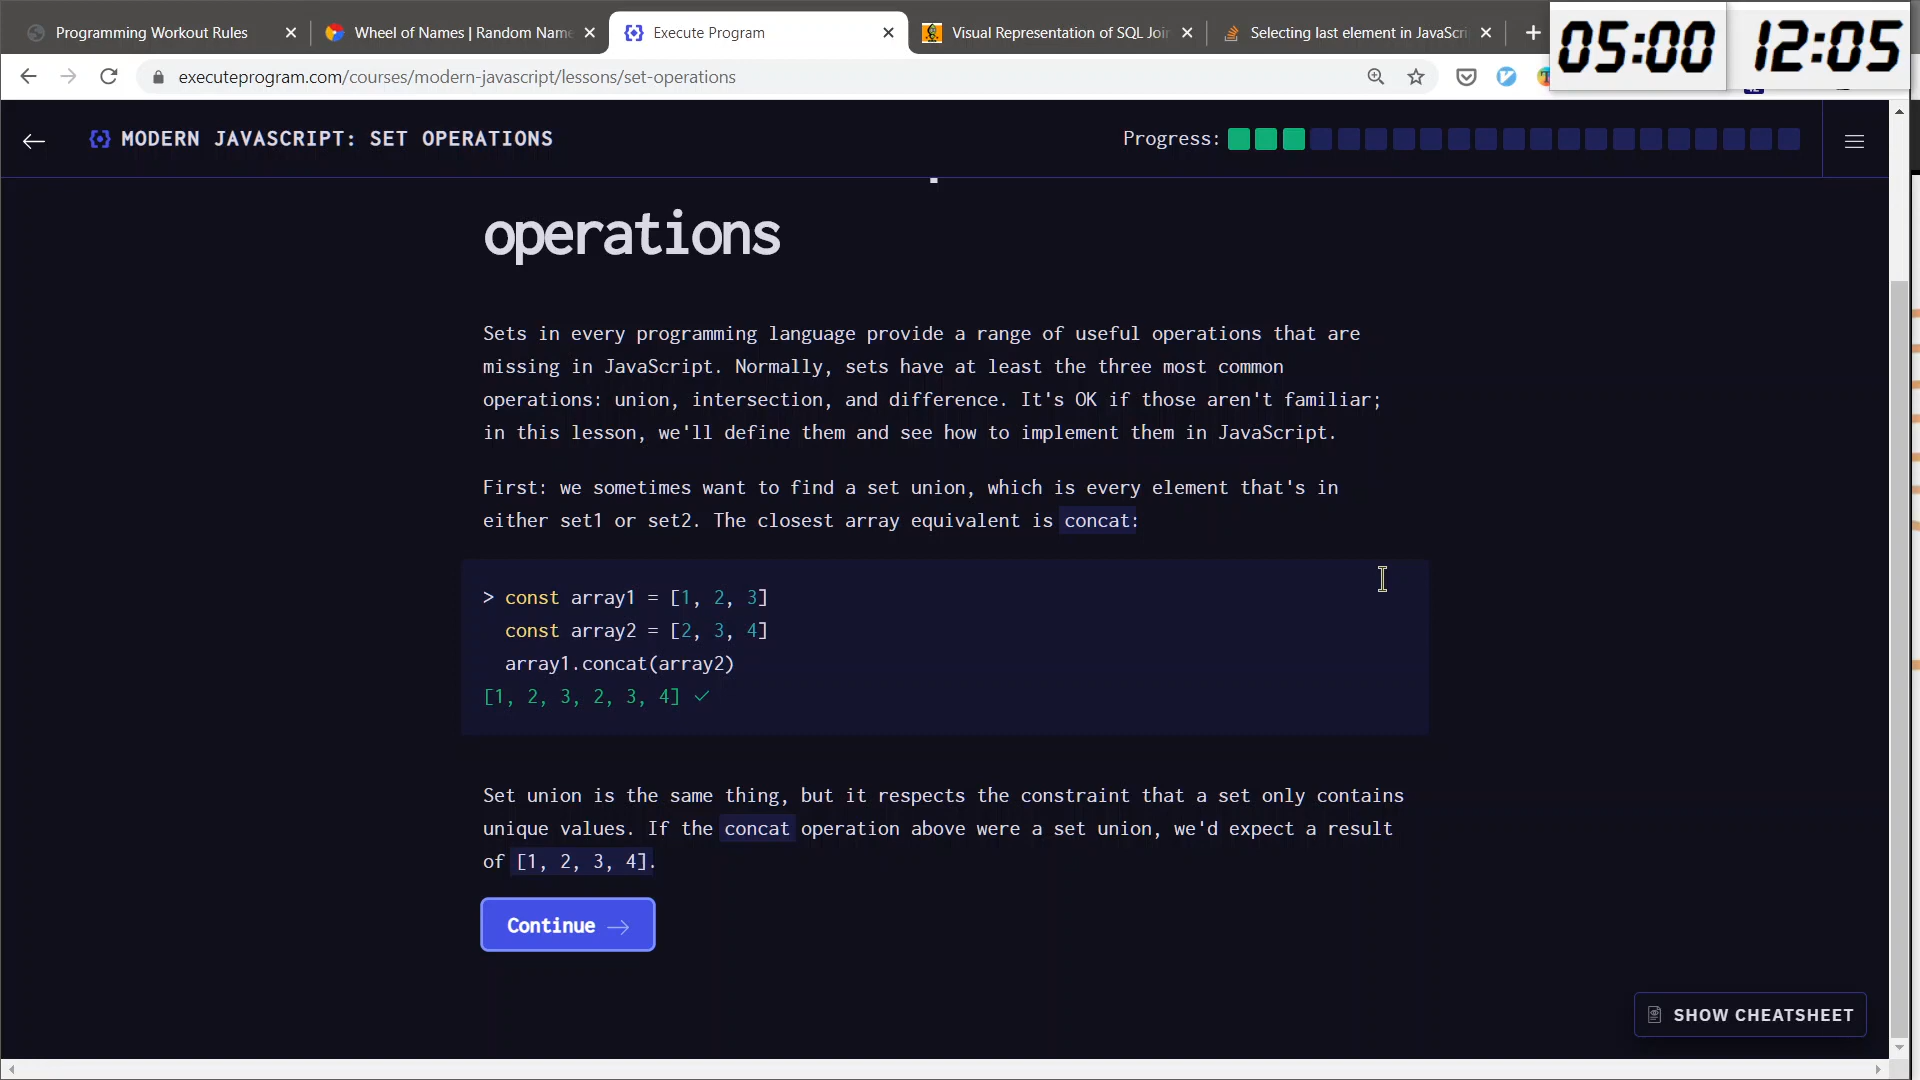 Programming Workout Rules
Wheel of Names | Random Name
Execute Program
Visual Representation of SQL Joi
Selecting last element in JavaScri
05:00
12:05
executeprogram.com/courses/modern-javascript/lessons/set-operations
MODERN JAVASCRIPT: SET OPERATIONS
Progress:
operations
Sets in every programming language provide a range of useful operations that are
missing in JavaScript. Normally, sets have at least the three most common
operations: union, intersection, and difference. It's OK if those aren't familiar;
in this lesson, we'll define them and see how to implement them in JavaScript.
First: we sometimes want to find a set union, which is every element that's in
either set1 or set2. The closest array equivalent is concat:
> const array1 = [1, 2, 3]
const array2 = [2, 3, 4]
array1.concat(array2)
[1, 2, 3, 2, 3, 4] ✓
Set union is the same thing, but it respects the constraint that a set only contains
unique values. If the concat operation above were a set union, we'd expect a result
of [1, 2, 3, 4].
Continue →
SHOW CHEATSHEET